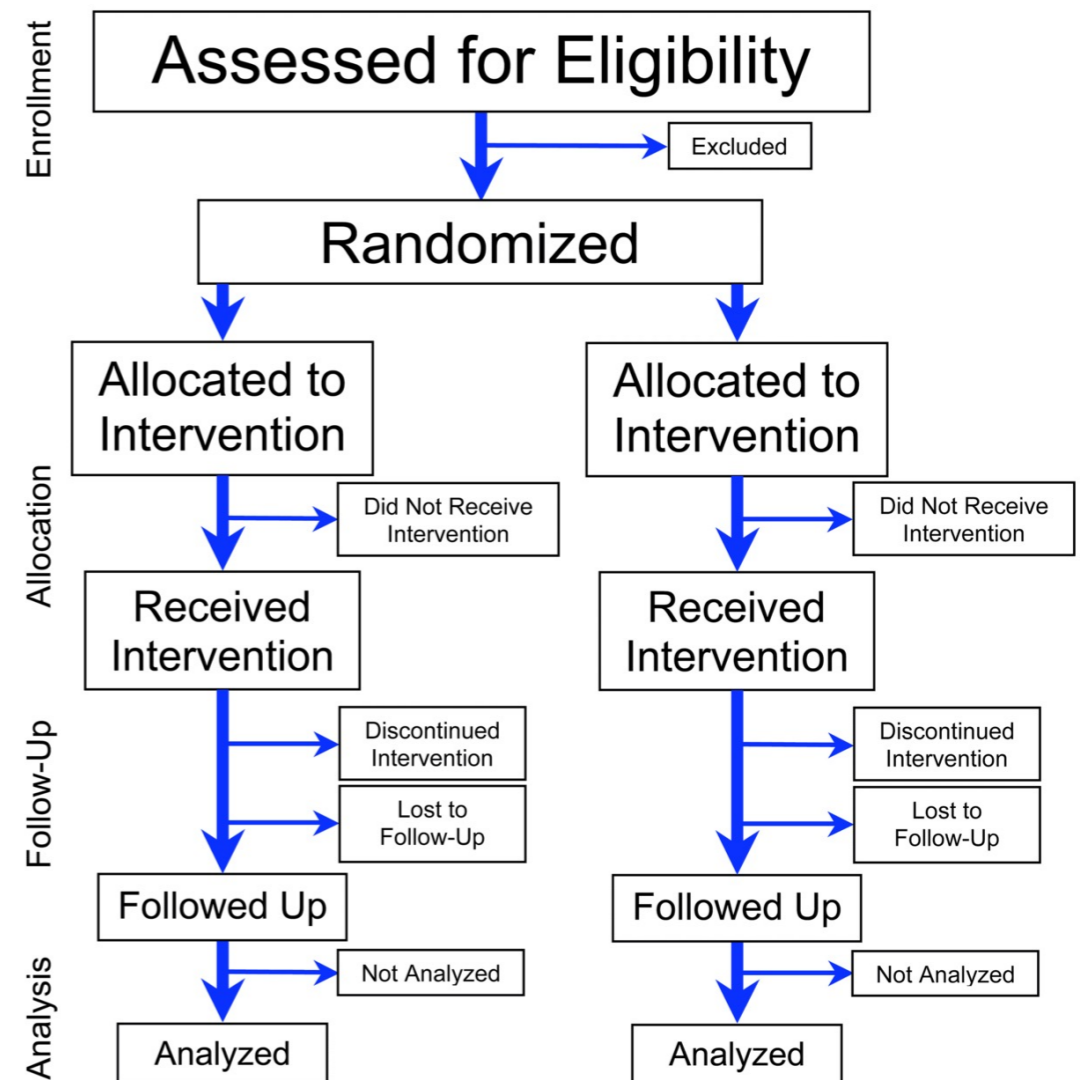 Enrollment
Assessed for Eligibility
Excluded
Randomized
Allocated to
Intervention
Allocated to
Intervention
Allocation
Did Not Receive
Intervention
Did Not Receive
Intervention
Received
Intervention
Received
Intervention
Follow-Up
Discontinued
Intervention
Discontinued
Intervention
Lost to
Follow-Up
Lost to
Follow-Up
Followed Up
Followed Up
Analysis
Not Analyzed
Not Analyzed
Analyzed
Analyzed